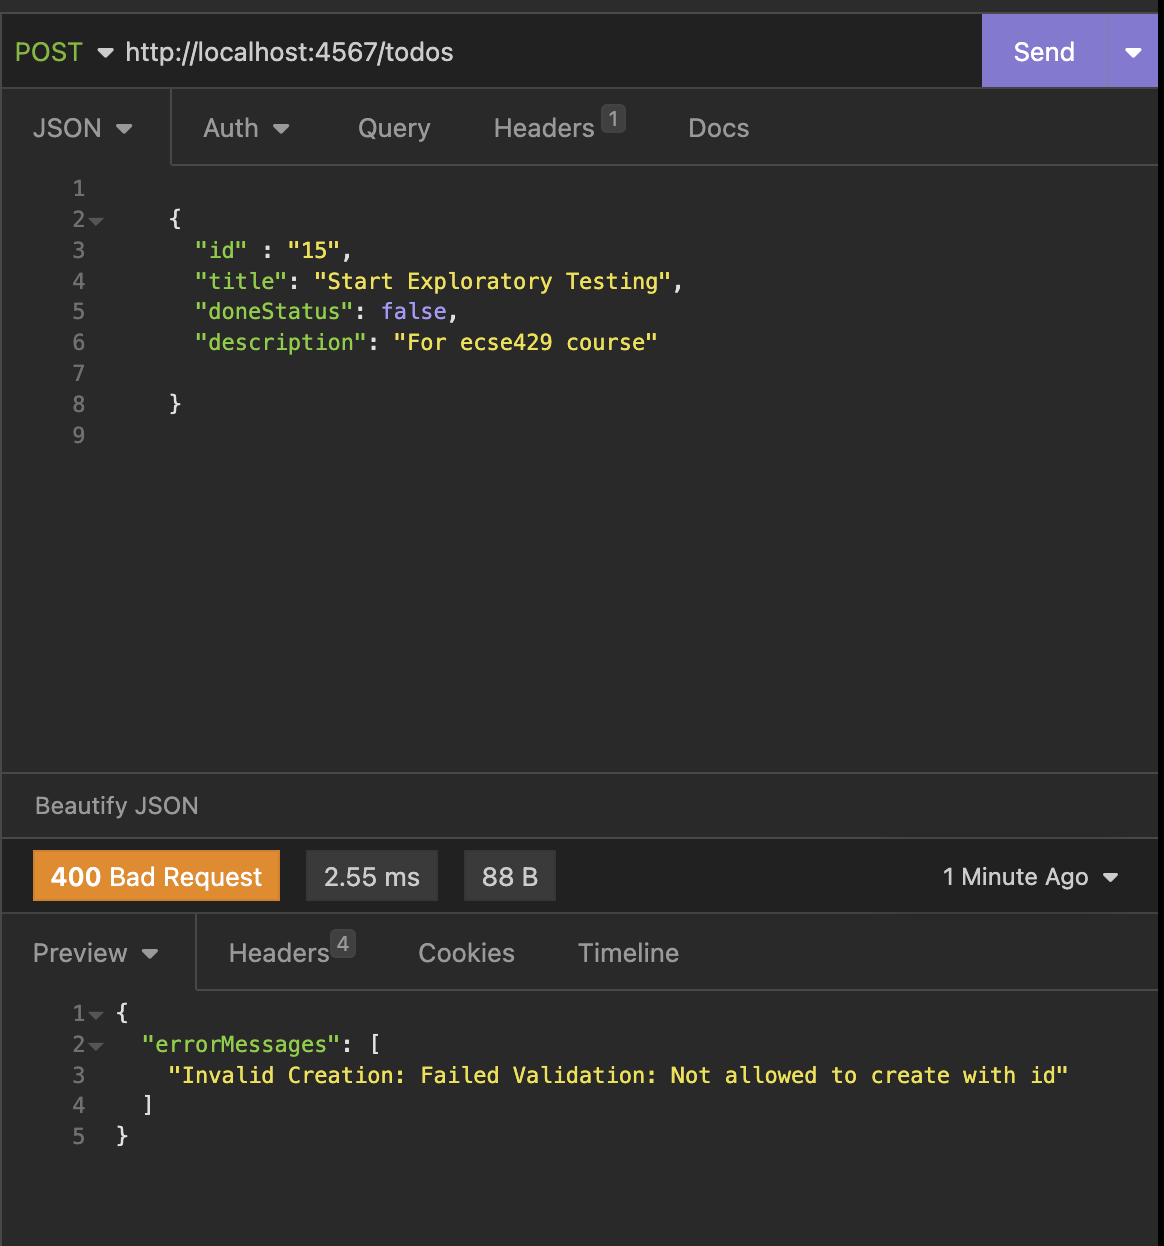 POST http://localhost:4567/todos Send
JSON Auth Query Headers 1 Docs
1
2 {
3 "id" : "15",
4 "title": "Start Exploratory Testing",
5 "doneStatus": false,
6 "description": "For ecse429 course"
7
8 }
9
Beautify JSON
400 Bad Request 2.55 ms 88 B 1 Minute Ago
Preview Headers 4 Cookies Timeline
1 {
2 "errorMessages": [
3 "Invalid Creation: Failed Validation: Not allowed to create with id"
4 ]
5 }